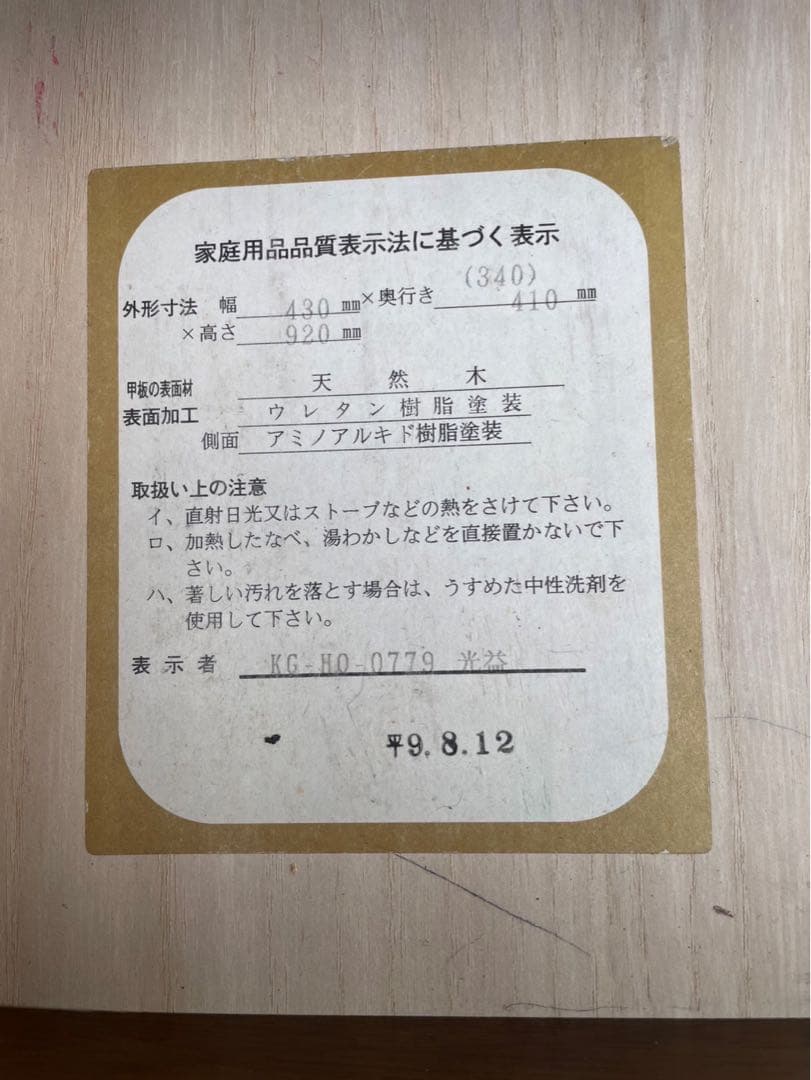 家庭用品品質表示法に基づく表示
(340)
外形寸法 幅 430 mm×奥行き 410 mm
×高さ 920 mm
甲板の表面材 天然木
表面加工 ウレタン樹脂塗装
側面 アミノアルキド樹脂塗装
取扱い上の注意
イ、直射日光又はストーブなどの熱をさけて下さい。
ロ、加熱したなべ、湯わかしなどを直接置かないで下
さい。
ハ、著しい汚れを落とす場合は、うすめた中性洗剤を
使用して下さい。
表示者 KG-HO-0779 光益
平9.8.12